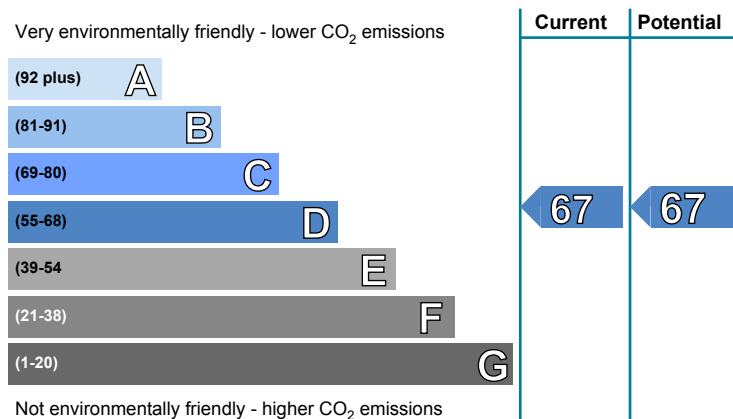 Current Potential
Very environmentally friendly - lower CO2 emissions
(92 plus) A
(81-91) B
(69-80) C
(55-68) D
67 67
(39-54 E
(21-38) F
(1-20) G
Not environmentally friendly - higher CO2 emissions